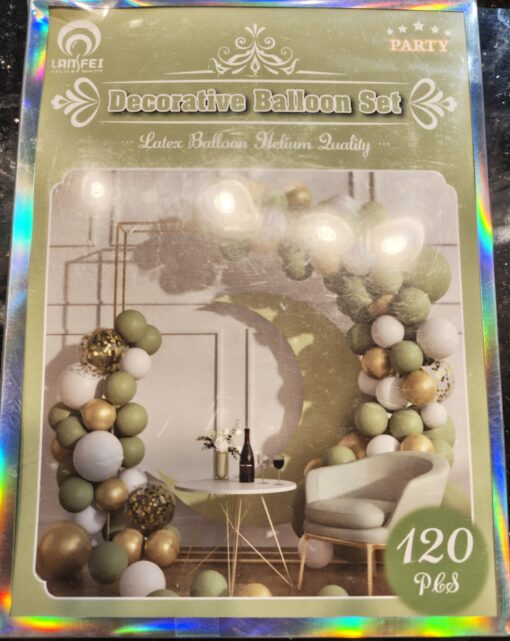 LANFEI
PARTY
Decorative Balloon Set
··· Latex Balloon Helium Quality ···
120
PCS